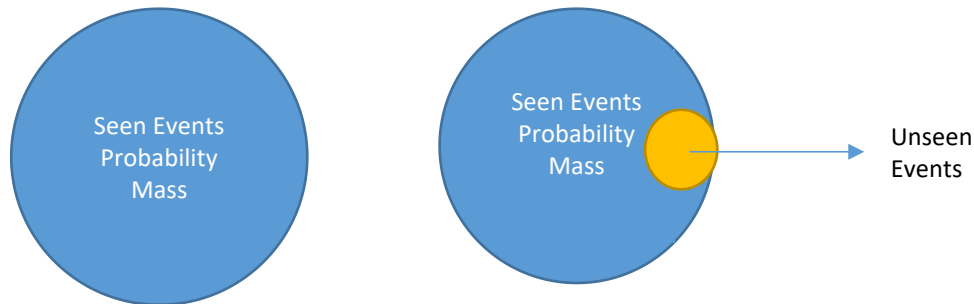 Seen Events
Probability
Mass
Seen Events
Probability
Mass
Unseen
Events